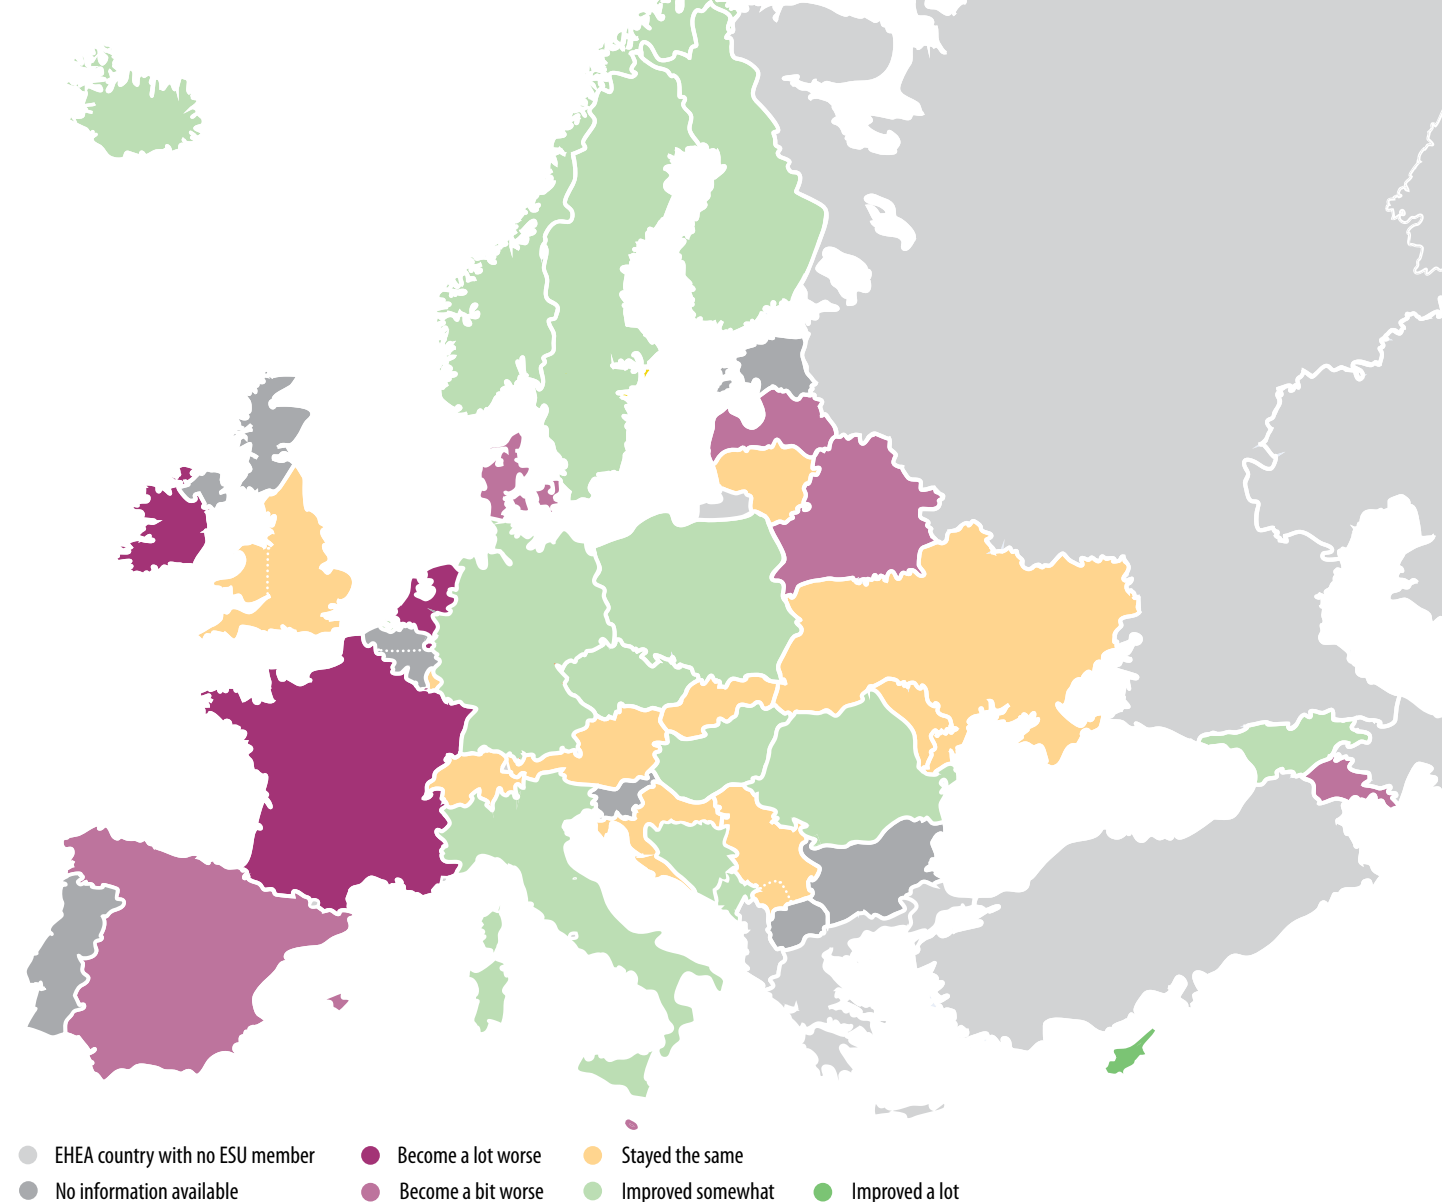 EHEA country with no ESU member
Become a lot worse
Stayed the same
No information available
Become a bit worse
Improved somewhat
Improved a lot